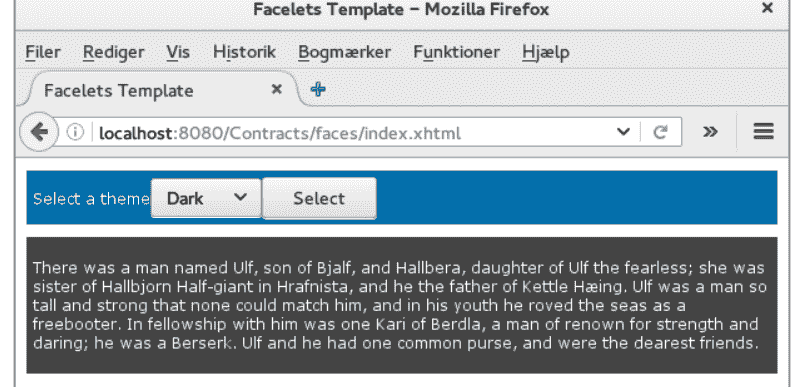 Facelets Template – Mozilla Firefox
Filer Rediger Vis Historik Bogmærker Funktioner Hjælp
Facelets Template
localhost:8080/Contracts/faces/index.xhtml
Select a theme Dark Select
There was a man named Ulf, son of Bjalf, and Hallbera, daughter of Ulf the fearless; she was
sister of Hallbjorn Half-giant in Hrafnista, and he the father of Kettle Hæing. Ulf was a man so
tall and strong that none could match him, and in his youth he roved the seas as a
freebooter. In fellowship with him was one Kari of Berdla, a man of renown for strength and
daring; he was a Berserk. Ulf and he had one common purse, and were the dearest friends.